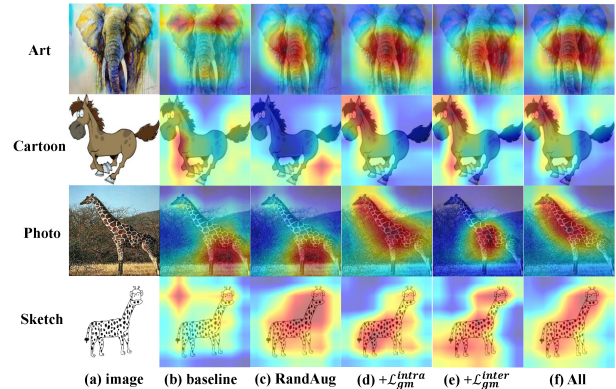 Art
Cartoon
Photo
Sketch
(a) image (b) baseline (c) RandAug (d) +ℒ_gm^intra (e) +ℒ_gm^inter (f) All